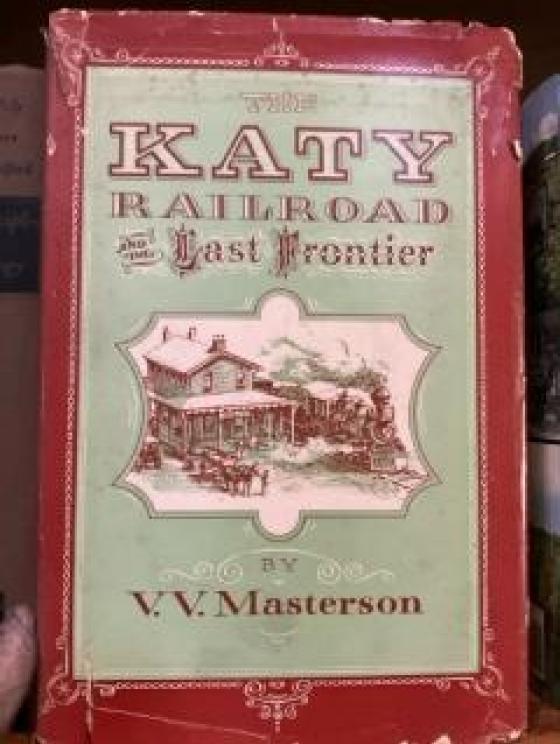 THE
KATY
RAILROAD
AND THE Last Frontier
BY
V. V. Masterson